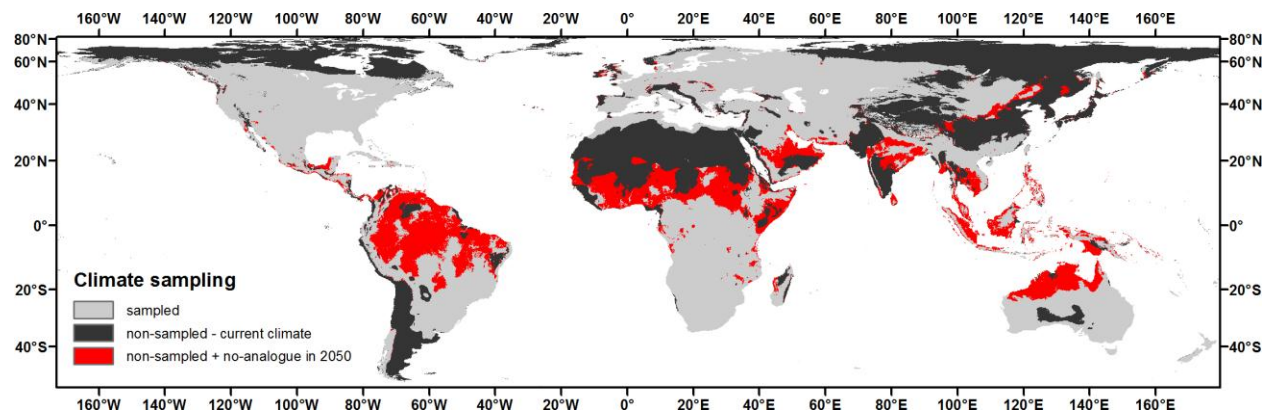 160°W 140°W 120°W 100°W 80°W 60°W 40°W 20°W 0° 20°E 40°E 60°E 80°E 100°E 120°E 140°E 160°E
80°N 80°N
60°N 60°N
40°N 40°N
20°N 20°N
0° 0°
20°S 20°S
40°S 40°S
Climate sampling
sampled
non-sampled - current climate
non-sampled + no-analogue in 2050
160°W 140°W 120°W 100°W 80°W 60°W 40°W 20°W 0° 20°E 40°E 60°E 80°E 100°E 120°E 140°E 160°E